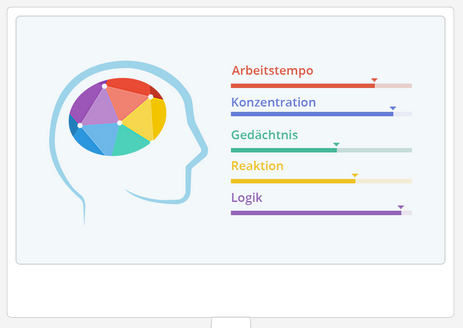 Arbeitstempo
Konzentration
Gedächtnis
Reaktion
Logik